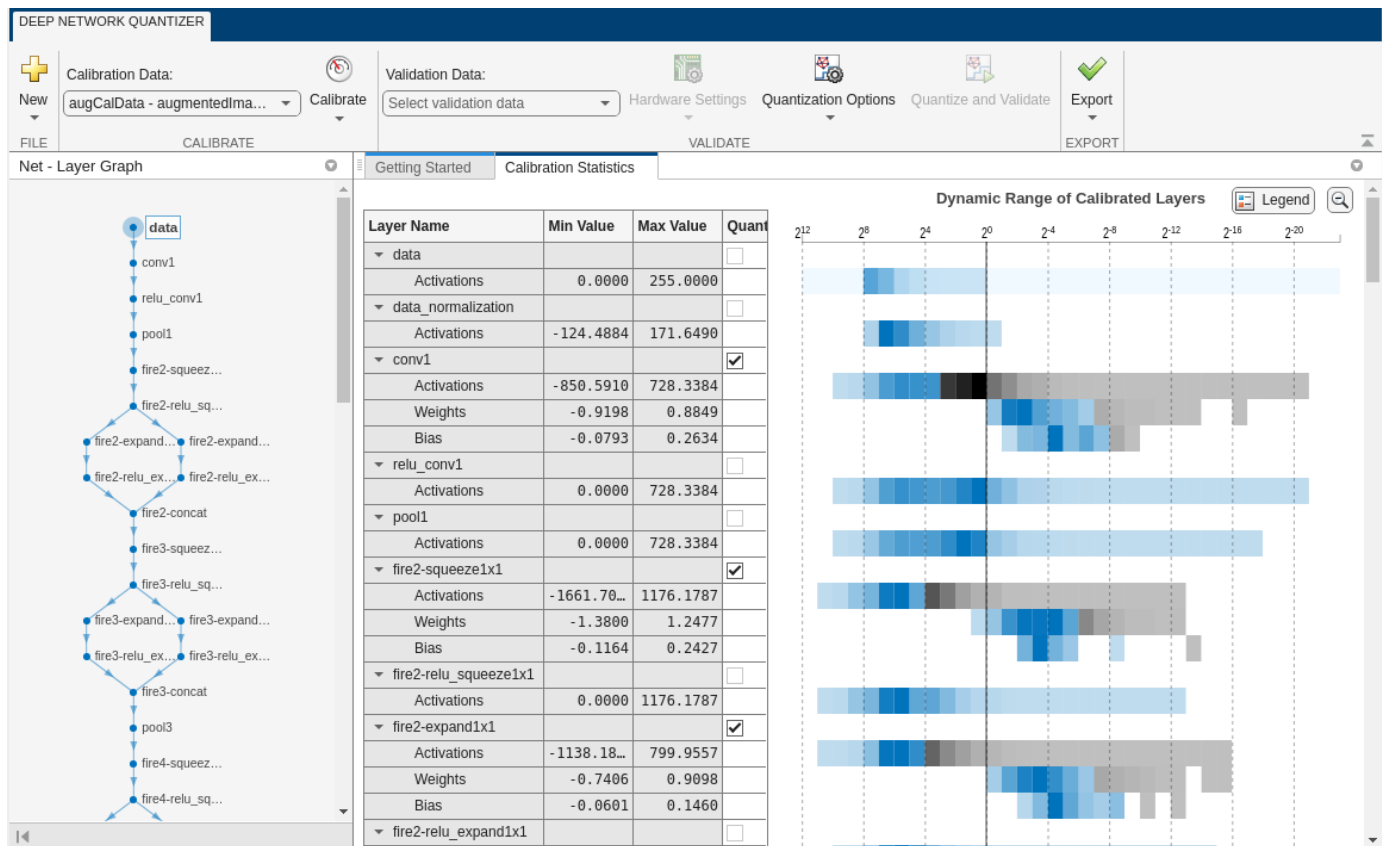 DEEP NETWORK QUANTIZER
New
Calibration Data:
augCalData - augmentedIma...
Calibrate
Validation Data:
Select validation data
Hardware Settings
Quantization Options
Quantize and Validate
Export
FILE
CALIBRATE
VALIDATE
EXPORT
Net - Layer Graph
data
conv1
relu_conv1
pool1
fire2-squeez...
fire2-relu_sq...
fire2-expand... fire2-expand...
fire2-relu_ex... fire2-relu_ex...
fire2-concat
fire3-squeez...
fire3-relu_sq...
fire3-expand... fire3-expand...
fire3-relu_ex... fire3-relu_ex...
fire3-concat
pool3
fire4-squeez...
fire4-relu_sq...
Getting Started
Calibration Statistics
Layer Name Min Value Max Value Quant
data
Activations 0.0000 255.0000
data_normalization
Activations -124.4884 171.6490
conv1
Activations -850.5910 728.3384
Weights -0.9198 0.8849
Bias -0.0793 0.2634
relu_conv1
Activations 0.0000 728.3384
pool1
Activations 0.0000 728.3384
fire2-squeeze1x1
Activations -1661.70... 1176.1787
Weights -1.3800 1.2477
Bias -0.1164 0.2427
fire2-relu_squeeze1x1
Activations 0.0000 1176.1787
fire2-expand1x1
Activations -1138.18... 799.9557
Weights -0.7406 0.9098
Bias -0.0601 0.1460
fire2-relu_expand1x1
Dynamic Range of Calibrated Layers
Legend
2^12 2^8 2^4 2^0 2^-4 2^-8 2^-12 2^-16 2^-20